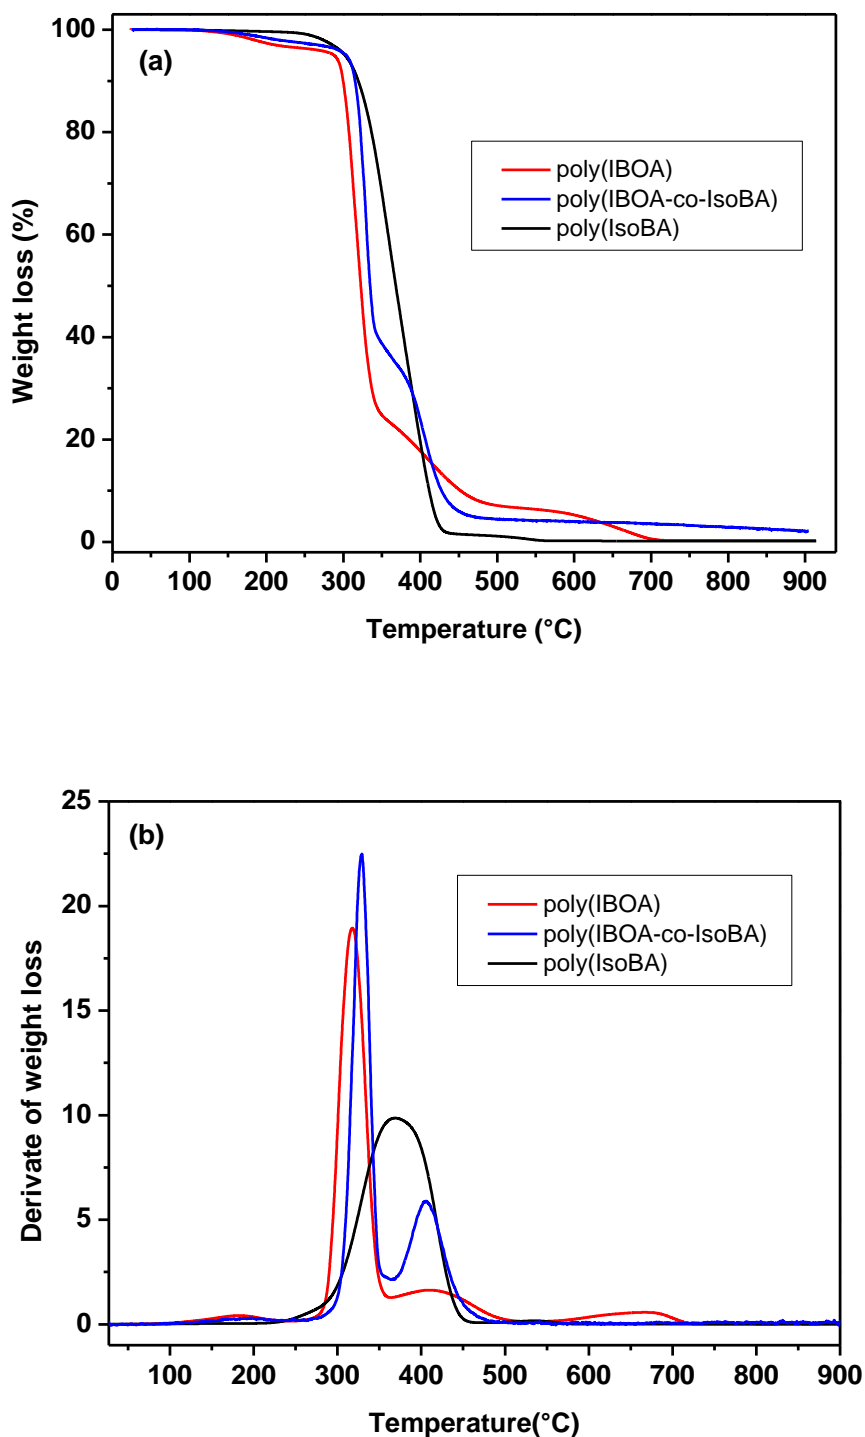 (a)
100
80
60
40
20
0
Weight loss (%)
poly(IBOA)
poly(IBOA-co-IsoBA)
poly(IsoBA)
0 100 200 300 400 500 600 700 800 900
Temperature (°C)
(b)
25
20
15
10
5
0
Derivate of weight loss
poly(IBOA)
poly(IBOA-co-IsoBA)
poly(IsoBA)
100 200 300 400 500 600 700 800 900
Temperature(°C)